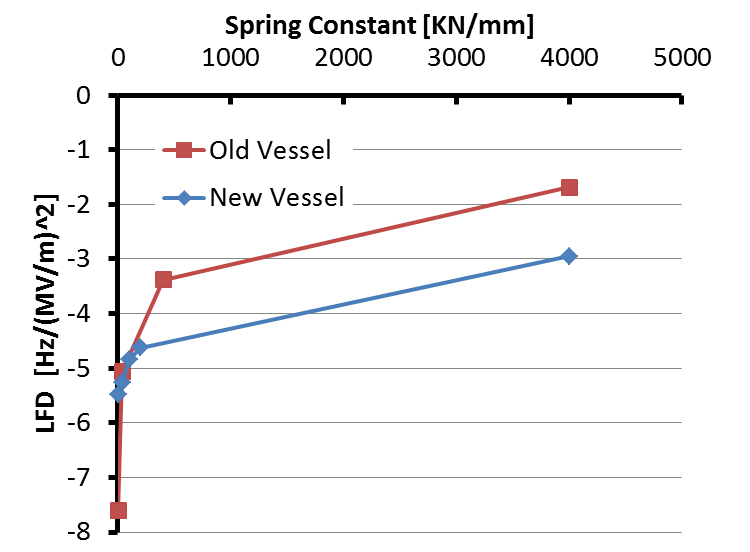 Spring Constant [KN/mm]
0 1000 2000 3000 4000 5000
0
-1
-2
-3
-4
-5
-6
-7
-8
Old Vessel
New Vessel
LFD [Hz/(MV/m)^2]